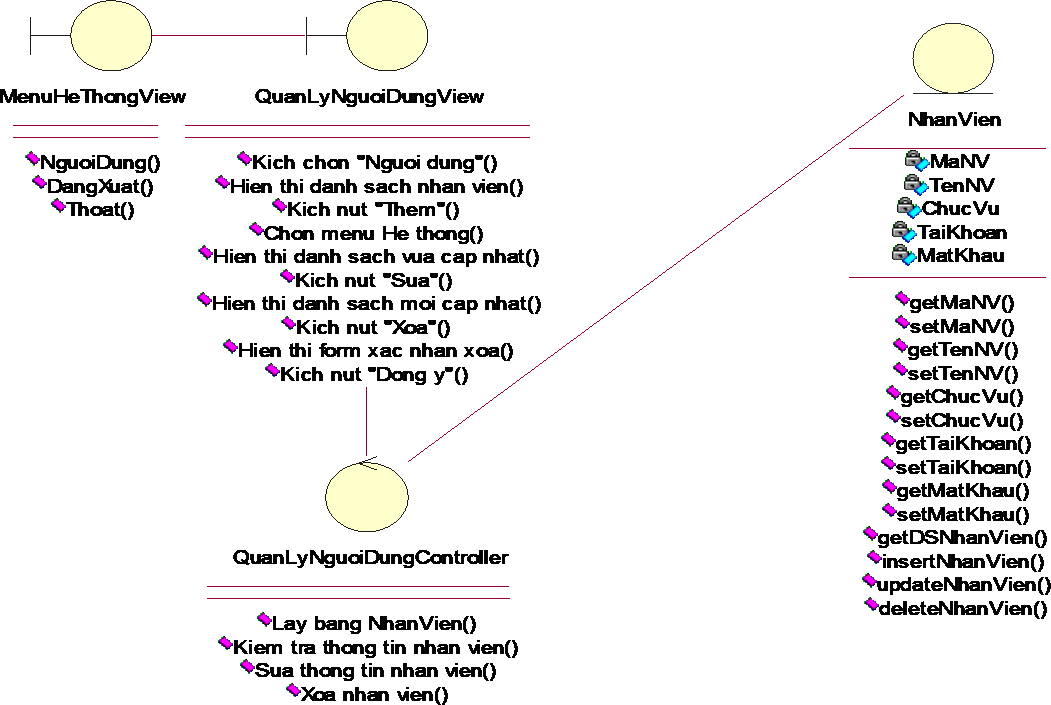 MenuHeThongView
NguoiDung()
DangXuat()
Thoat()
QuanLyNguoiDungView
Kich chon "Nguoi dung"()
Hien thi danh sach nhan vien()
Kich nut "Them"()
Chon menu He thong()
Hien thi danh sach vua cap nhat()
Kich nut "Sua"()
Hien thi danh sach moi cap nhat()
Kich nut "Xoa"()
Hien thi form xac nhan xoa()
Kich nut "Dong y"()
QuanLyNguoiDungController
Lay bang NhanVien()
Kiem tra thong tin nhan vien()
Sua thong tin nhan vien()
Xoa nhan vien()
NhanVien
MaNV
TenNV
ChucVu
TaiKhoan
MatKhau
getMaNV()
setMaNV()
getTenNV()
setTenNV()
getChucVu()
setChucVu()
getTaiKhoan()
setTaiKhoan()
getMatKhau()
setMatKhau()
getDSNhanVien()
insertNhanVien()
updateNhanVien()
deleteNhanVien()